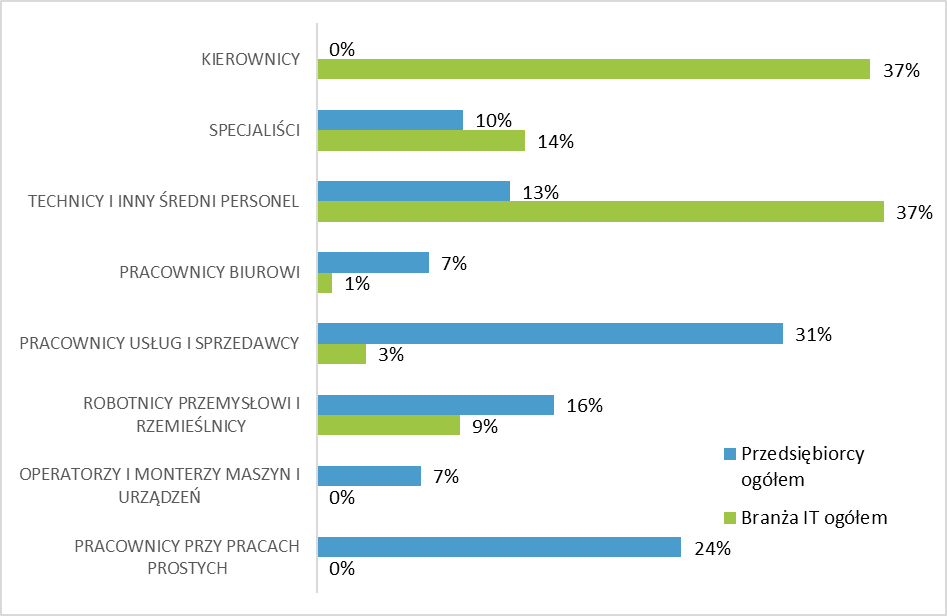 KIEROWNICY
0%
37%
SPECJALIŚCI
10%
14%
TECHNICY I INNY ŚREDNI PERSONEL
13%
37%
PRACOWNICY BIUROWI
7%
1%
PRACOWNICY USŁUG I SPRZEDAWCY
31%
3%
ROBOTNICY PRZEMYSŁOWI I
RZEMIEŚLNICY
16%
9%
OPERATORZY I MONTERZY MASZYN I
URZĄDZEŃ
7%
0%
PRACOWNICY PRZY PRACACH
PROSTYCH
24%
0%
Przedsiębiorcy
ogółem
Branża IT ogółem